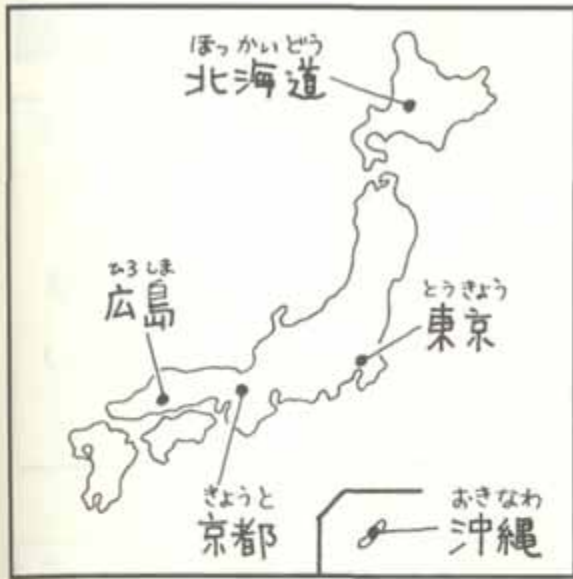 ほっかいどう
北海道
ひろしま
広島
とうきょう
東京
きょうと
京都
おきなわ
沖縄